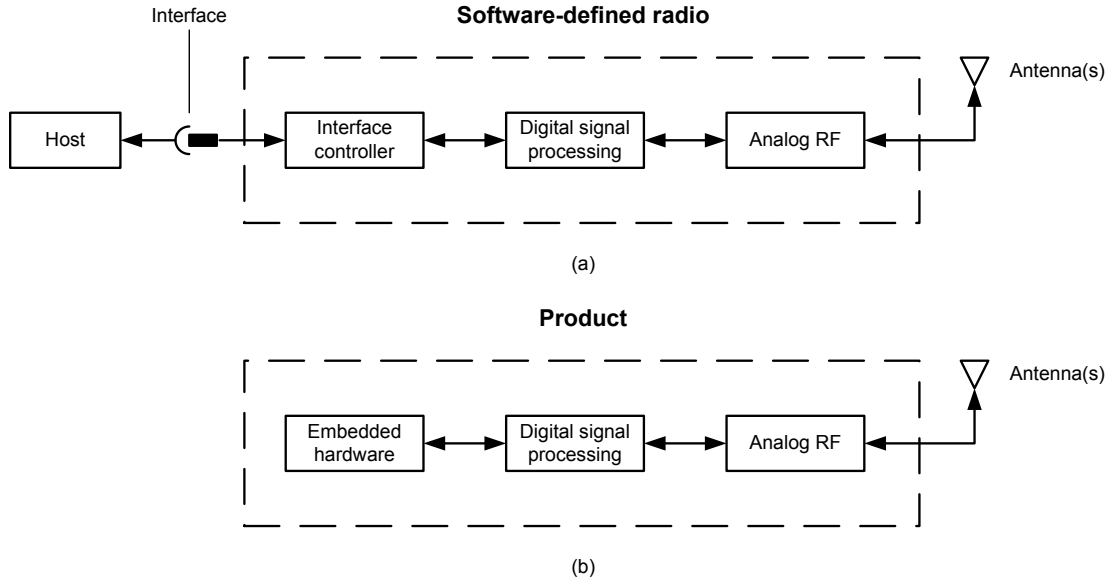 Interface
Software-defined radio
Antenna(s)
Host
Interface
controller
Digital signal
processing
Analog RF
(a)
Product
Antenna(s)
Embedded
hardware
Digital signal
processing
Analog RF
(b)